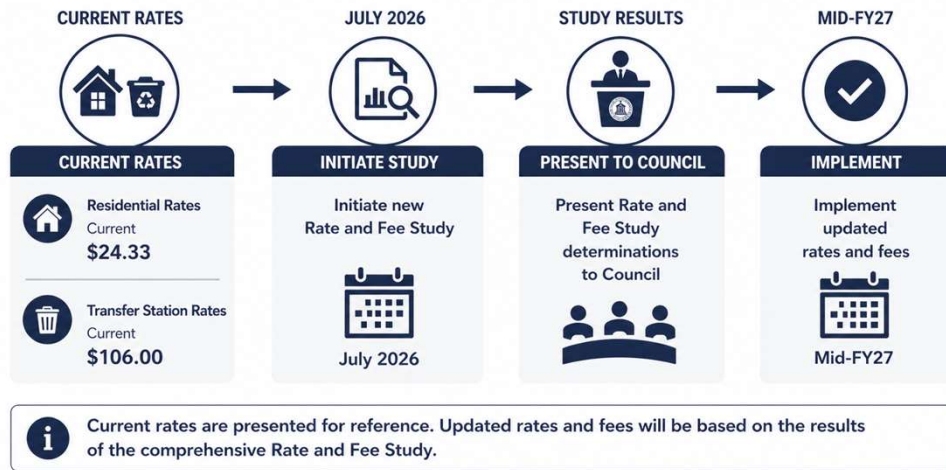 CURRENT RATES
JULY 2026
STUDY RESULTS
MID-FY27
CURRENT RATES
Residential Rates
Current
$24.33
Transfer Station Rates
Current
$106.00
INITIATE STUDY
Initiate new
Rate and Fee Study
July 2026
PRESENT TO COUNCIL
Present Rate and
Fee Study
determinations
to Council
IMPLEMENT
Implement
updated
rates and fees
Mid-FY27
i
Current rates are presented for reference. Updated rates and fees will be based on the results
of the comprehensive Rate and Fee Study.